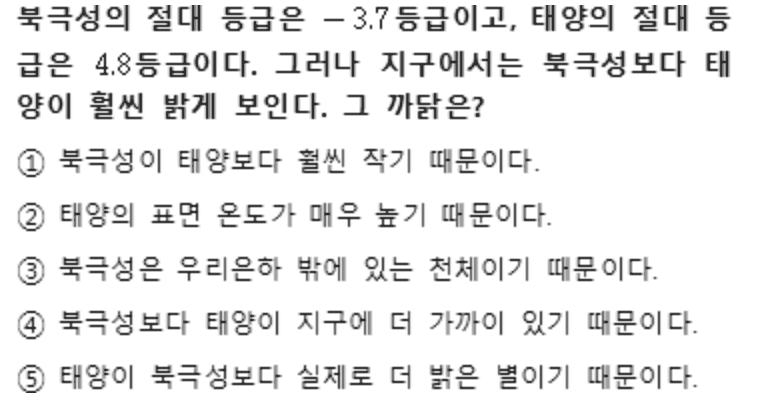 북극성의 절대 등급은 －3.7등급이고, 태양의 절대 등
급은 4.8등급이다. 그러나 지구에서는 북극성보다 태
양이 훨씬 밝게 보인다. 그 까닭은?
① 북극성이 태양보다 훨씬 작기 때문이다.
② 태양의 표면 온도가 매우 높기 때문이다.
③ 북극성은 우리은하 밖에 있는 천체이기 때문이다.
④ 북극성보다 태양이 지구에 더 가까이 있기 때문이다.
⑤ 태양이 북극성보다 실제로 더 밝은 별이기 때문이다.